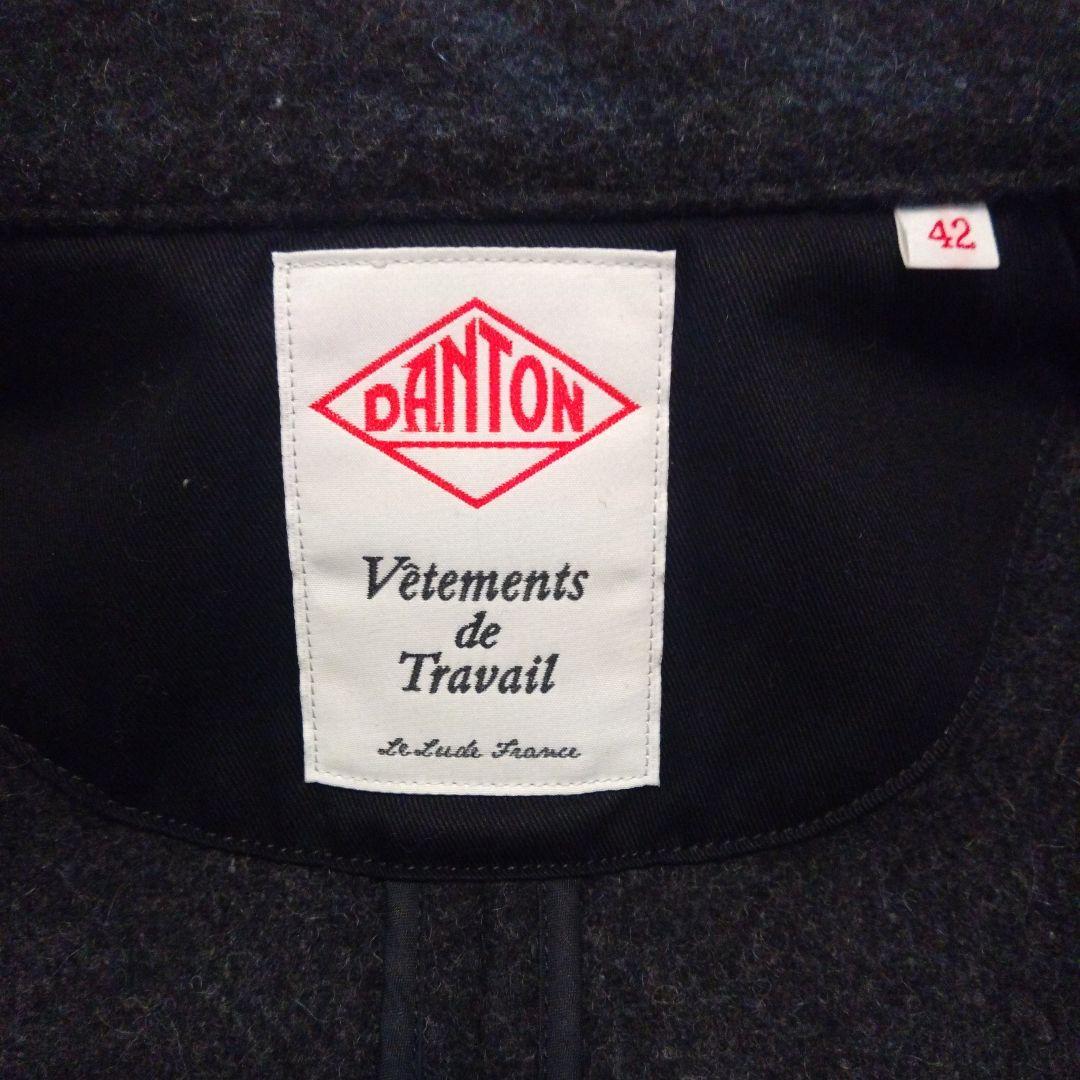 42
DANTON
Vêtements
de
Travail
Le Lude France